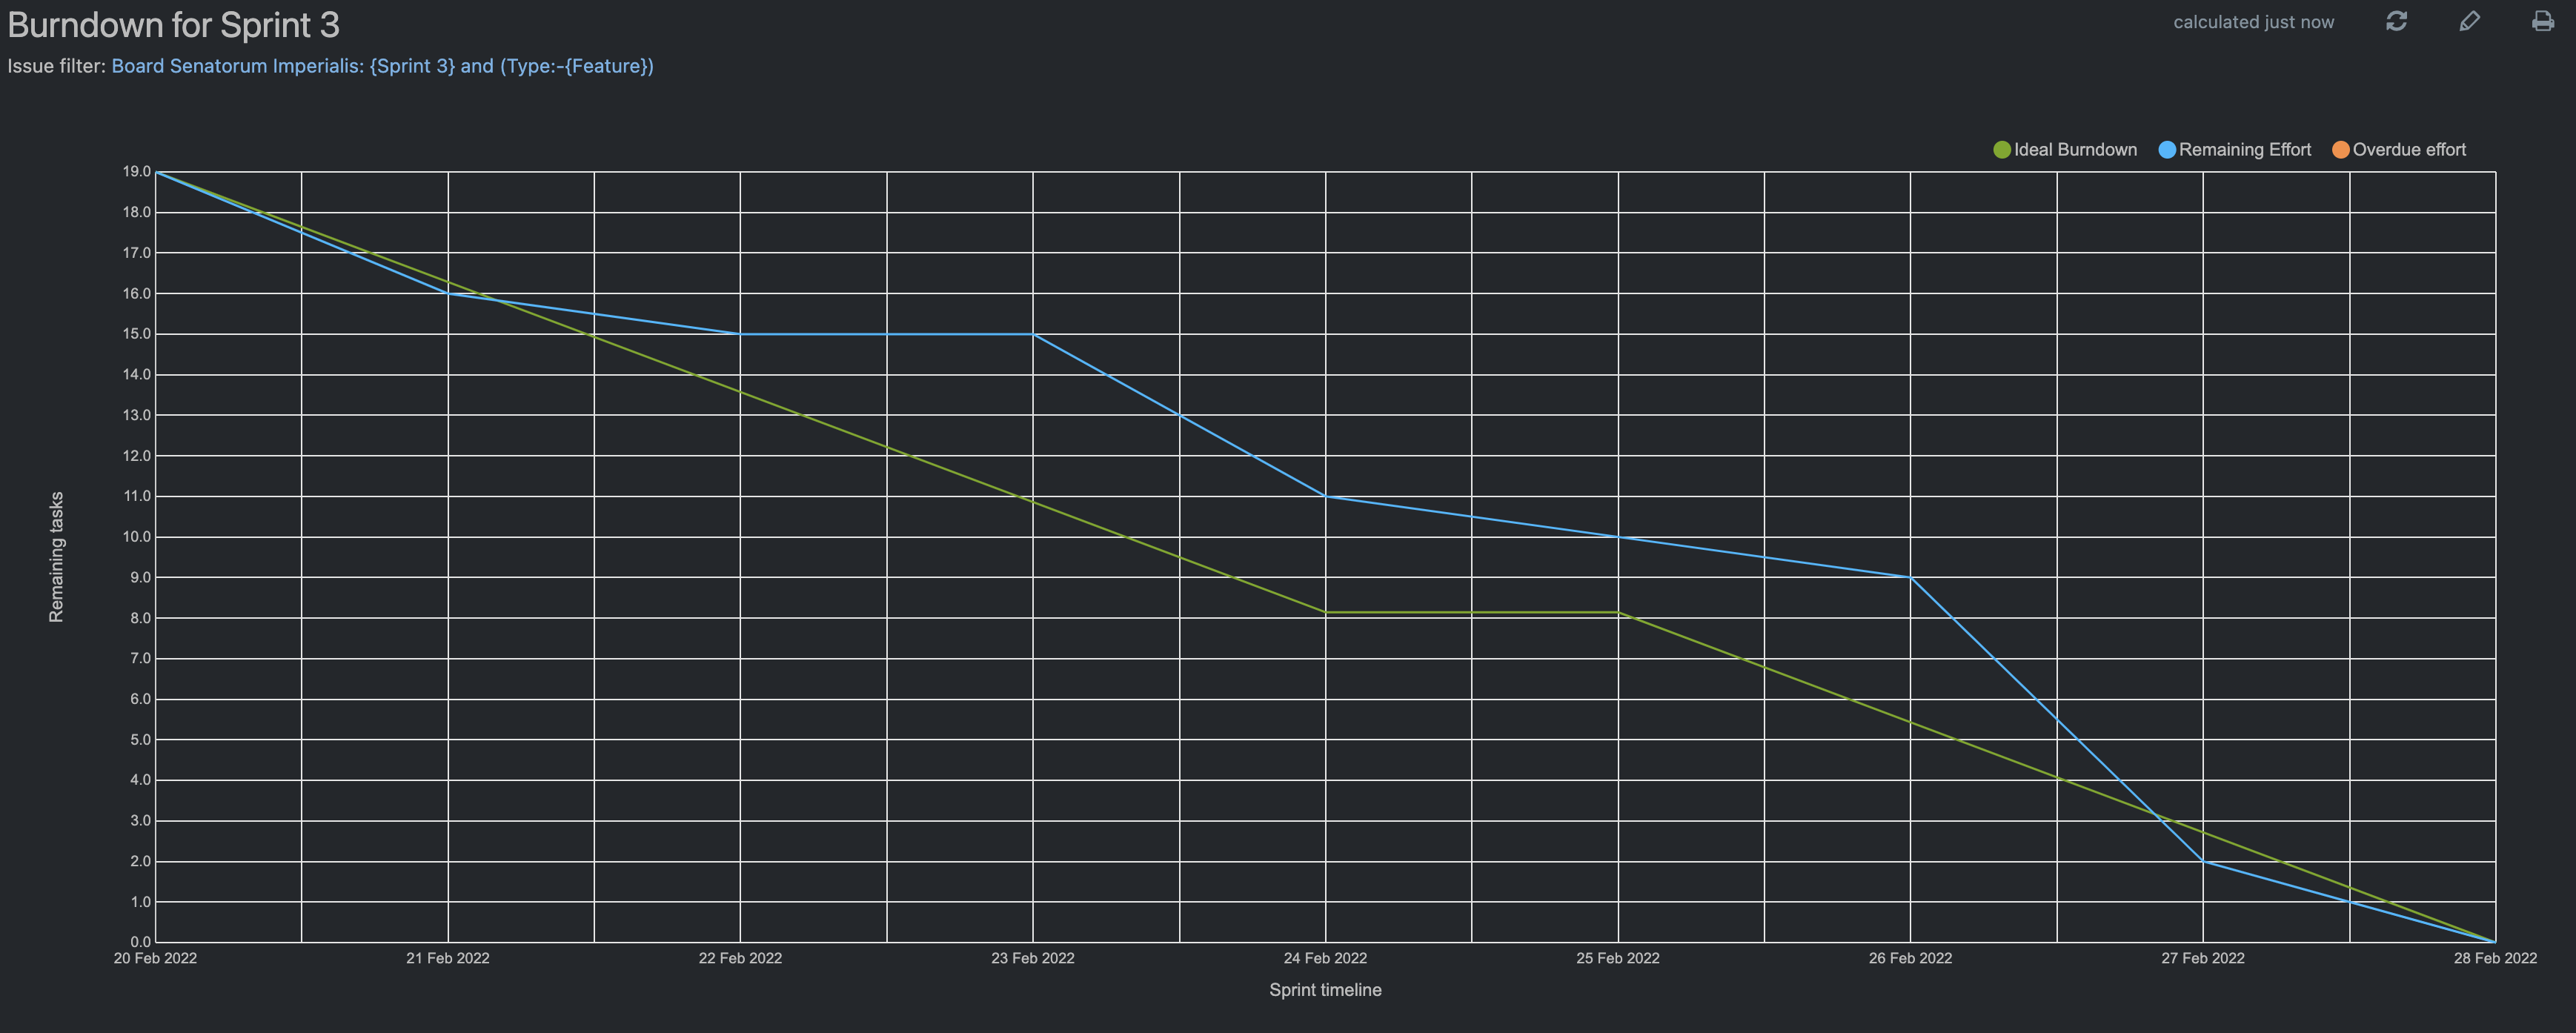 Burndown for Sprint 3
calculated just now
Issue filter: Board Senatorum Imperialis: {Sprint 3} and (Type:-{Feature})
Ideal Burndown Remaining Effort Overdue effort
19.0
18.0
17.0
16.0
15.0
14.0
13.0
12.0
11.0
10.0
9.0
8.0
7.0
6.0
5.0
4.0
3.0
2.0
1.0
0.0
Remaining tasks
20 Feb 2022 21 Feb 2022 22 Feb 2022 23 Feb 2022 24 Feb 2022 25 Feb 2022 26 Feb 2022 27 Feb 2022 28 Feb 2022
Sprint timeline